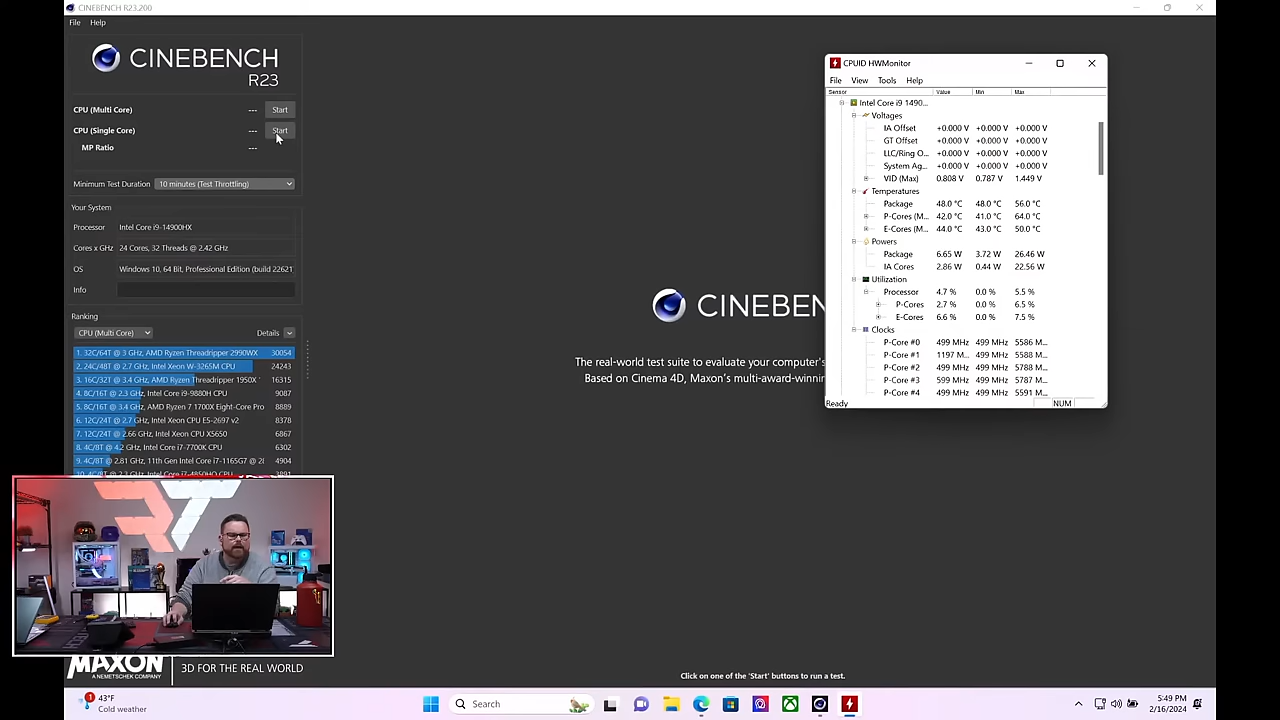 CINEBENCH R23.200
File Help
CINEBENCH
R23
CPU (Multi Core) --- Start
CPU (Single Core) --- Start
MP Ratio ---
Minimum Test Duration 10 minutes (Test Throttling)
Your System
Processor Intel Core i9-14900HX
Cores x GHz 24 Cores, 32 Threads @ 2.42 GHz
OS Windows 10, 64 Bit, Professional Edition (build 22621
Info
Ranking
CPU (Multi Core) Details
1. 32C/64T @ 3 GHz, AMD Ryzen Threadripper 2990WX 30054
2. 24C/48T @ 2.7 GHz, Intel Xeon W-3265M CPU 24243
3. 16C/32T @ 3.4 GHz, AMD Ryzen Threadripper 1950X 16315
4. 8C/16T @ 2.3 GHz, Intel Core i9-9880H CPU 9087
5. 8C/16T @ 3.4 GHz, AMD Ryzen 7 1700X Eight-Core Pro 8889
6. 12C/24T @ 2.7 GHz, Intel Xeon CPU E5-2697 v2 8378
7. 12C/24T @ 2.66 GHz, Intel Xeon CPU X5650 6867
8. 4C/8T @ 4.2 GHz, Intel Core i7-7700K CPU 6302
9. 4C/8T @ 2.81 GHz, 11th Gen Intel Core i7-1165G7 @ 28 4904
10. 4C/8T @ 2.3 GHz, Intel Core i7-4850HQ CPU 3891
CINEBEN
The real-world test suite to evaluate your computer's
Based on Cinema 4D, Maxon's multi-award-winnin
CPUID HWMonitor
File View Tools Help
Sensor Value Min Max
Intel Core i9 1490...
Voltages
IA Offset +0.000 V +0.000 V +0.000 V
GT Offset +0.000 V +0.000 V +0.000 V
LLC/Ring O... +0.000 V +0.000 V +0.000 V
System Ag... +0.000 V +0.000 V +0.000 V
VID (Max) 0.808 V 0.787 V 1.449 V
Temperatures
Package 48.0 °C 48.0 °C 56.0 °C
P-Cores (M... 42.0 °C 41.0 °C 64.0 °C
E-Cores (M... 44.0 °C 43.0 °C 50.0 °C
Powers
Package 6.65 W 3.72 W 26.46 W
IA Cores 2.86 W 0.44 W 22.56 W
Utilization
Processor 4.7 % 0.0 % 5.5 %
P-Cores 2.7 % 0.0 % 6.5 %
E-Cores 6.6 % 0.0 % 7.5 %
Clocks
P-Core #0 499 MHz 499 MHz 5586 M...
P-Core #1 1197 M... 499 MHz 5588 M...
P-Core #2 499 MHz 499 MHz 5788 M...
P-Core #3 599 MHz 499 MHz 5787 M...
P-Core #4 499 MHz 499 MHz 5591 M...
Ready NUM
MAXON
A NEMETSCHEK COMPANY
3D FOR THE REAL WORLD
Click on one of the 'Start' buttons to run a test.
1
43°F
Cold weather
Search
5:49 PM
2/16/2024